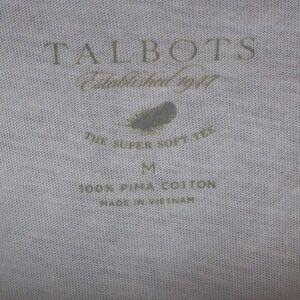 TALBOTS
Established 1947
THE SUPER SOFT TEE
M
100% PIMA COTTON
MADE IN VIETNAM